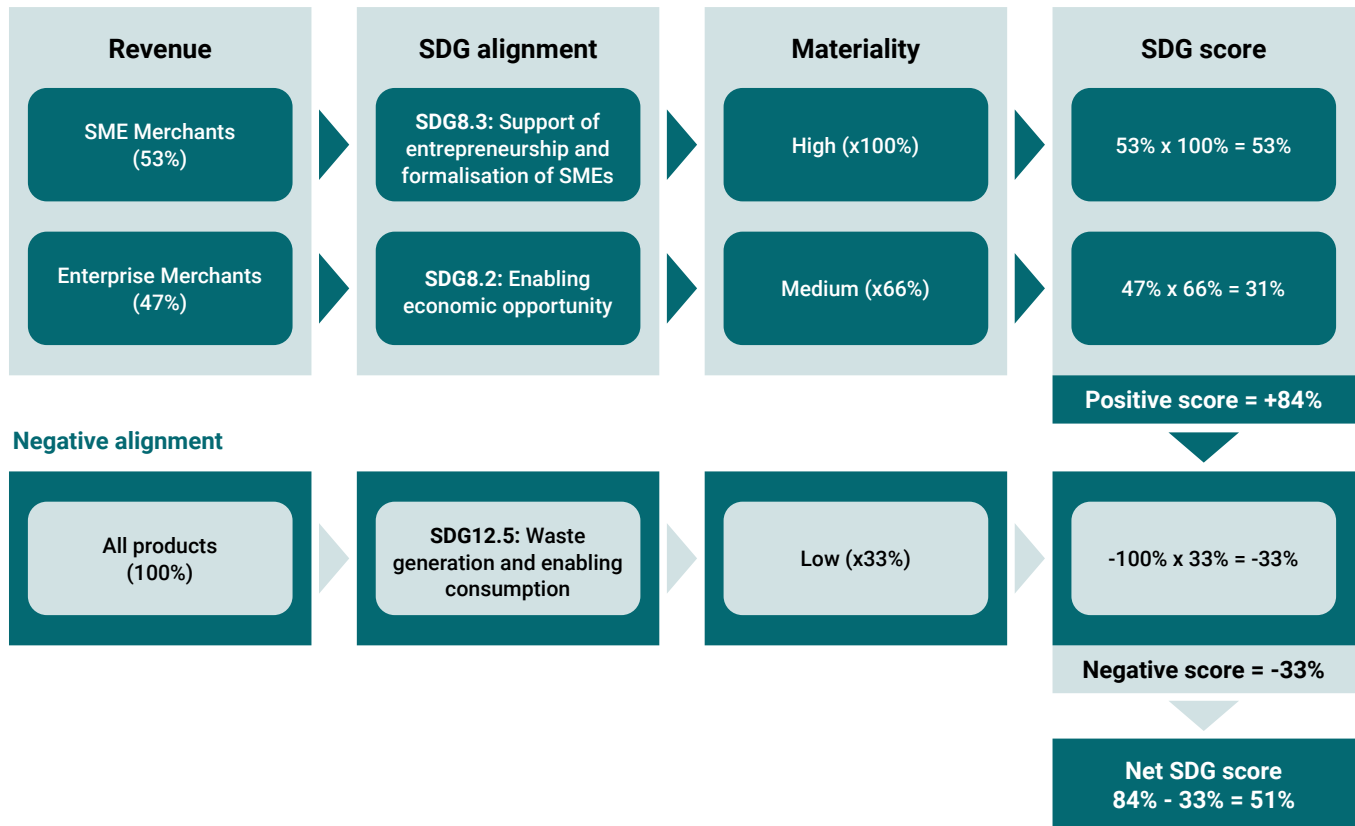 Revenue
SDG alignment
Materiality
SDG score
SME Merchants
(53%)
SDG8.3: Support of
entrepreneurship and
formalisation of SMEs
High (x100%)
53% x 100% = 53%
Enterprise Merchants
(47%)
SDG8.2: Enabling
economic opportunity
Medium (x66%)
47% x 66% = 31%
Positive score = +84%
Negative alignment
All products
(100%)
SDG12.5: Waste
generation and enabling
consumption
Low (x33%)
-100% x 33% = -33%
Negative score = -33%
Net SDG score
84% - 33% = 51%